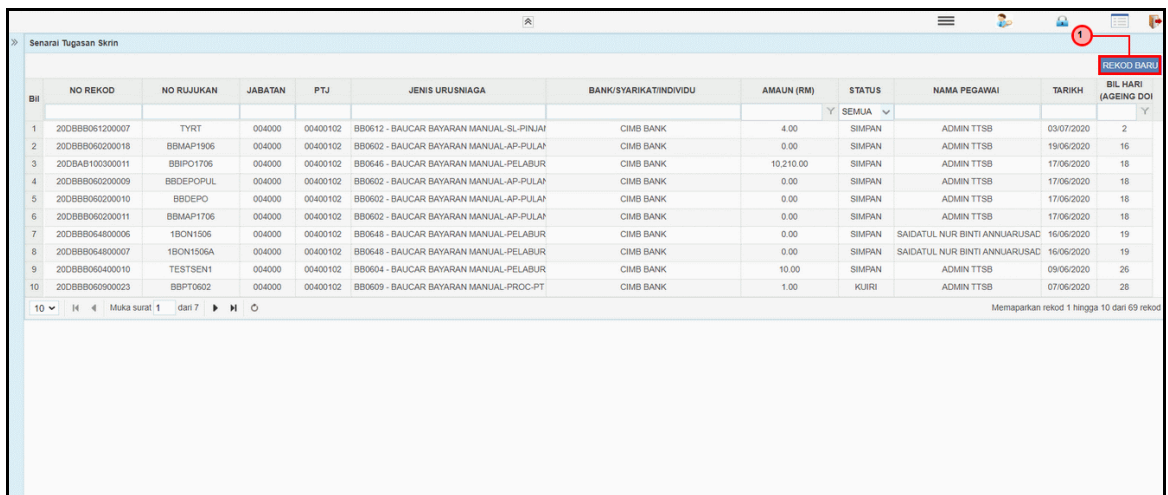 1
Senarai Tugasan Skrin
REKOD BARU
Bil NO REKOD NO RUJUKAN JABATAN PTJ JENIS URUSNIAGA BANK/SYARIKAT/INDIVIDU AMAUN (RM) STATUS NAMA PEGAWAI TARIKH BIL HARI (AGEING DOI
SEMUA
1 20DBBB061200007 TYRT 004000 00400102 BB0612 - BAUCAR BAYARAN MANUAL-SL-PINJAI CIMB BANK 4.00 SIMPAN ADMIN TTSB 03/07/2020 2
2 20DBBB060200018 BBMAP1906 004000 00400102 BB0602 - BAUCAR BAYARAN MANUAL-AP-PULAN CIMB BANK 0.00 SIMPAN ADMIN TTSB 19/06/2020 16
3 20DBAB100300011 BBIPO1706 004000 00400102 BB0646 - BAUCAR BAYARAN MANUAL-PELABUR CIMB BANK 10,210.00 SIMPAN ADMIN TTSB 17/06/2020 18
4 20DBBB060200009 BBDEPOPUL 004000 00400102 BB0602 - BAUCAR BAYARAN MANUAL-AP-PULAN CIMB BANK 0.00 SIMPAN ADMIN TTSB 17/06/2020 18
5 20DBBB060200010 BBDEPO 004000 00400102 BB0602 - BAUCAR BAYARAN MANUAL-AP-PULAN CIMB BANK 0.00 SIMPAN ADMIN TTSB 17/06/2020 18
6 20DBBB060200011 BBMAP1706 004000 00400102 BB0602 - BAUCAR BAYARAN MANUAL-AP-PULAN CIMB BANK 0.00 SIMPAN ADMIN TTSB 17/06/2020 18
7 20DBBB064800006 1BON1506 004000 00400102 BB0648 - BAUCAR BAYARAN MANUAL-PELABUR CIMB BANK 0.00 SIMPAN SAIDATUL NUR BINTI ANNUARUSAD 16/06/2020 19
8 20DBBB064800007 1BON1506A 004000 00400102 BB0648 - BAUCAR BAYARAN MANUAL-PELABUR CIMB BANK 0.00 SIMPAN SAIDATUL NUR BINTI ANNUARUSAD 16/06/2020 19
9 20DBBB060400010 TESTSEN1 004000 00400102 BB0604 - BAUCAR BAYARAN MANUAL-PELABUR CIMB BANK 10.00 SIMPAN ADMIN TTSB 09/06/2020 26
10 20DBBB060900023 BBPT0602 004000 00400102 BB0609 - BAUCAR BAYARAN MANUAL-PROC-PT CIMB BANK 1.00 KUIRI ADMIN TTSB 07/06/2020 28
10 Muka surat 1 dari 7 Memaparkan rekod 1 hingga 10 dari 69 rekod